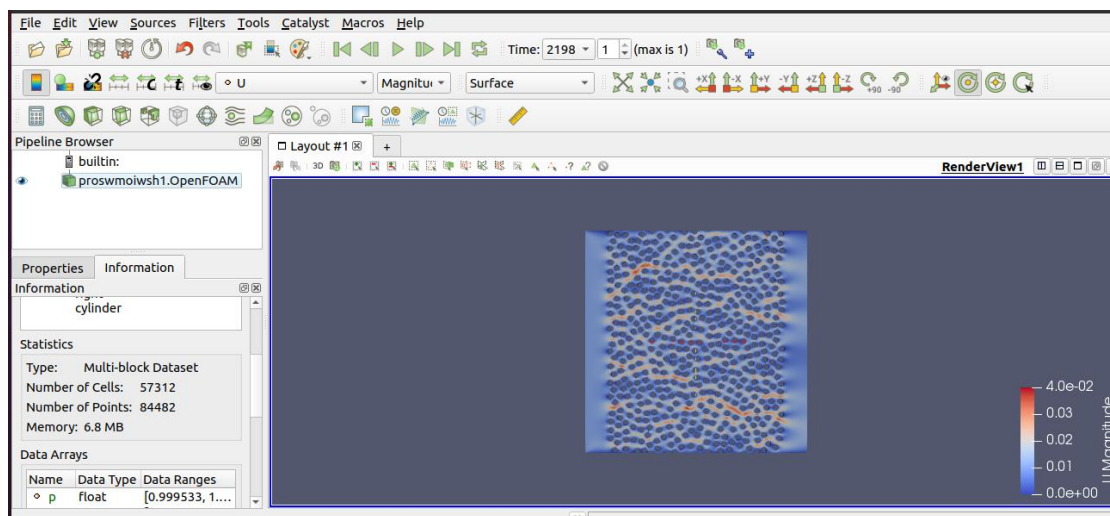 File Edit View Sources Filters Tools Catalyst Macros Help
Time: 2198 1 (max is 1)
U Magnitu Surface +X -X +Y -Y +Z -Z +90 -90
Pipeline Browser
builtin:
proswmoiwsh1.OpenFOAM
Layout #1 +
3D ? ? RenderView1
Properties Information
Information
cylinder
Statistics
Type: Multi-block Dataset
Number of Cells: 57312
Number of Points: 84482
Memory: 6.8 MB
Data Arrays
Name Data Type Data Ranges
p float [0.999533, 1....
4.0e-02
0.03
0.02
0.01
0.0e+00
U Magnitude